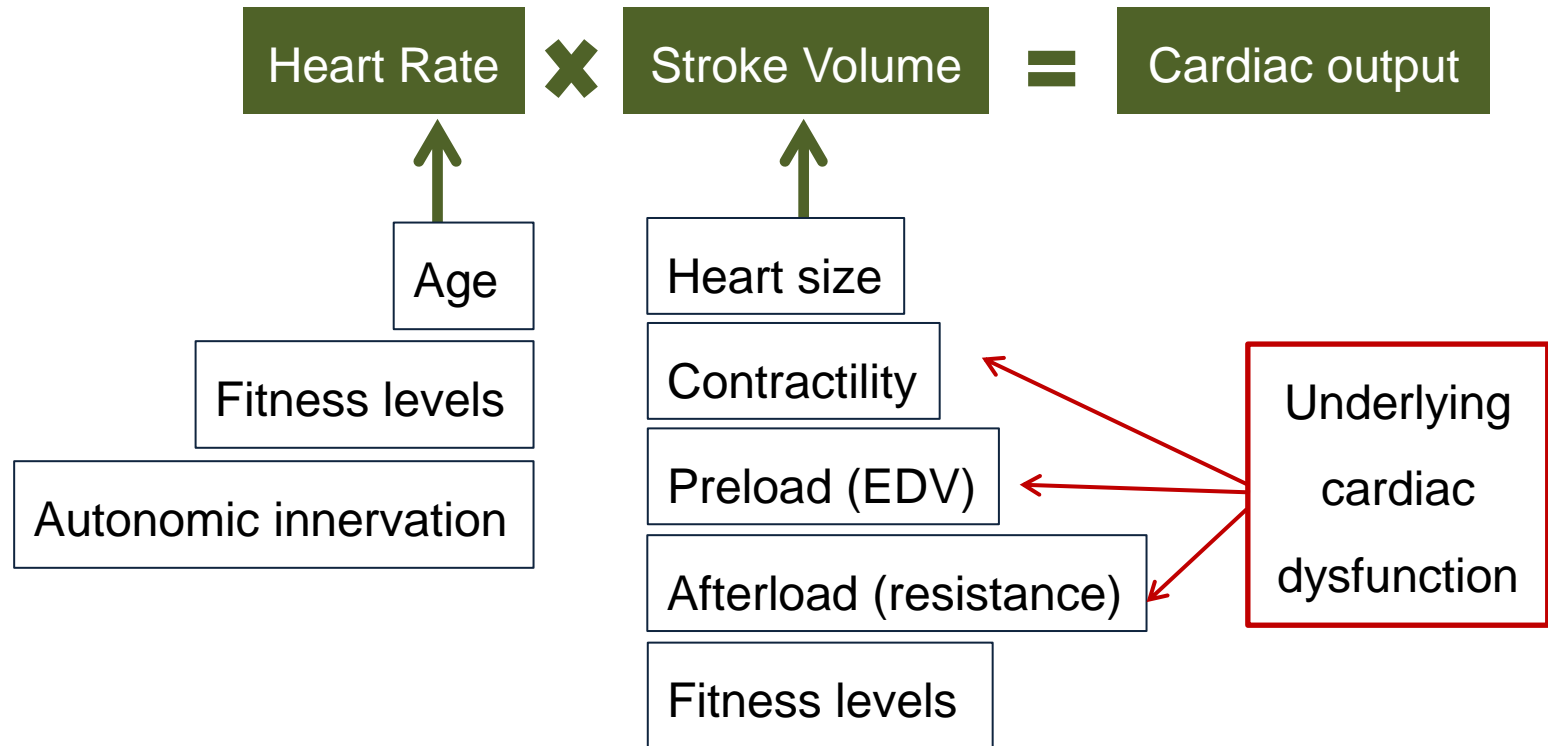 Heart Rate × Stroke Volume = Cardiac output
Age
Fitness levels
Autonomic innervation
Heart size
Contractility
Preload (EDV)
Afterload (resistance)
Fitness levels
Underlying
cardiac
dysfunction